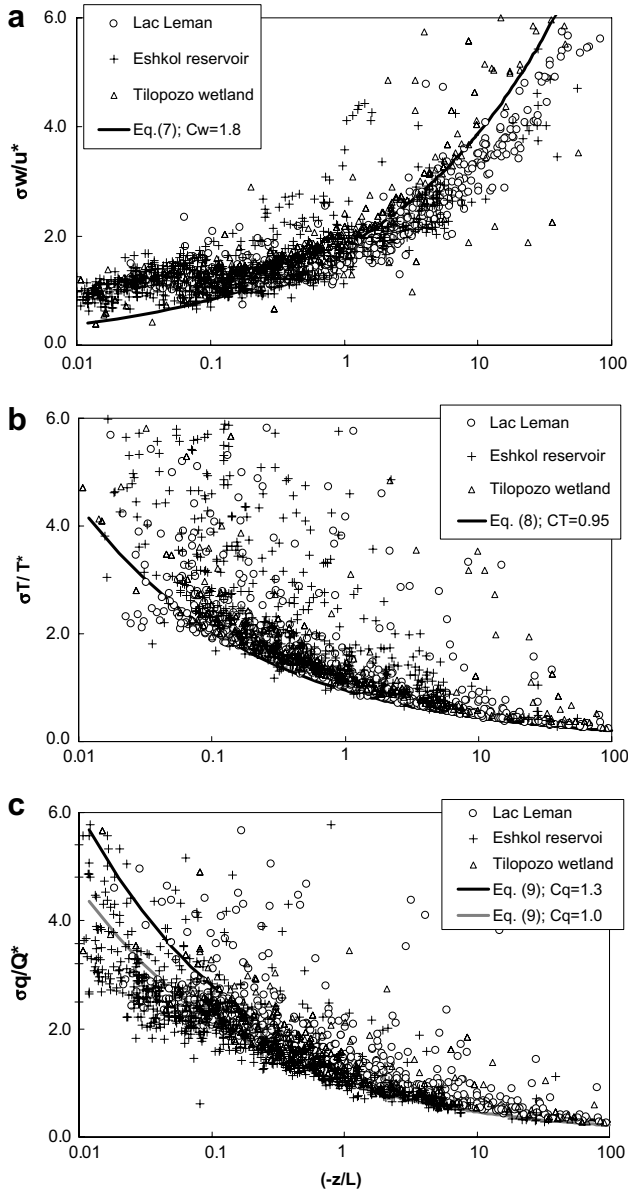 a
6.0
4.0
2.0
0.0
σw/u*
Lac Leman
Eshkol reservoir
Tilopozo wetland
Eq.(7); Cw=1.8
0.01
0.1
1
10
100
b
6.0
4.0
2.0
0.0
σT/T*
Lac Leman
Eshkol reservoir
Tilopozo wetland
Eq. (8); CT=0.95
0.01
0.1
1
10
100
c
6.0
4.0
2.0
0.0
σq/Q*
Lac Leman
Eshkol reservoi
Tilopozo wetland
Eq. (9); Cq=1.3
Eq. (9); Cq=1.0
0.01
0.1
1
10
100
(-z/L)